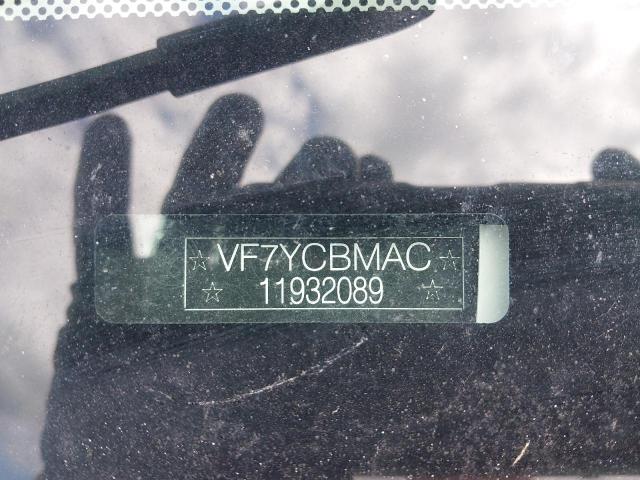 ☆ VF7YCBMAC ☆
☆ 11932089 ☆